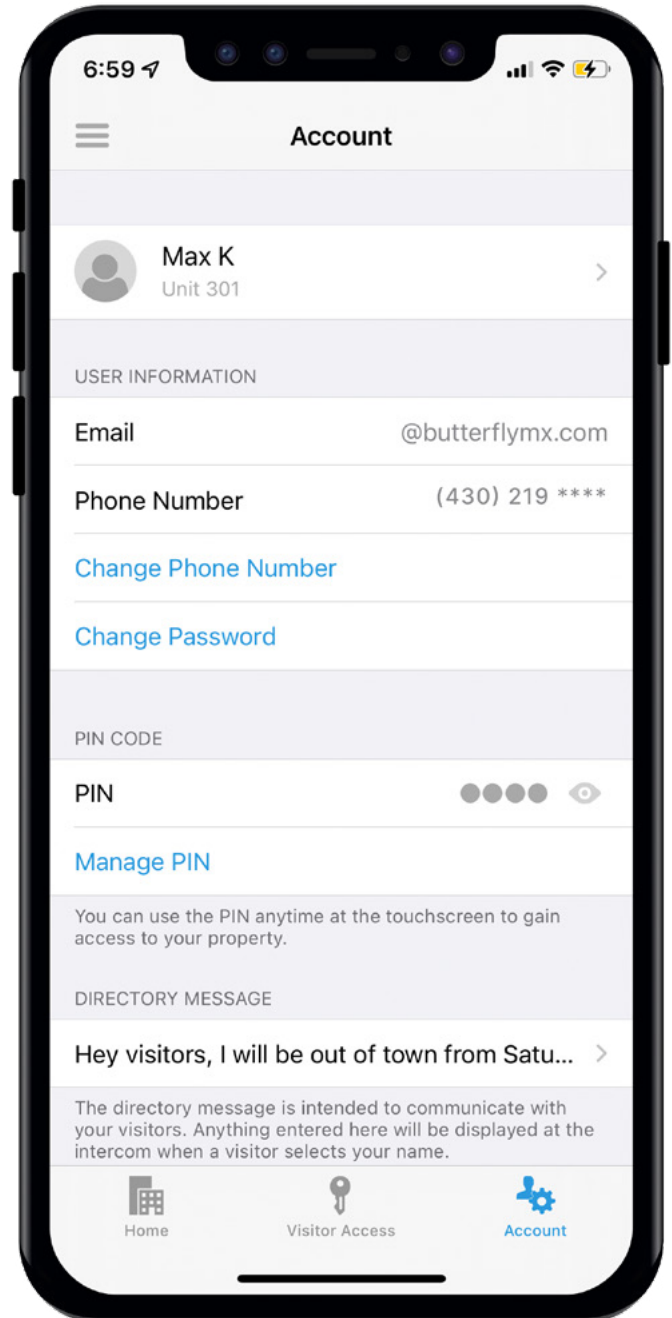 6:59
Account
Max K
Unit 301
USER INFORMATION
Email @butterflymx.com
Phone Number (430) 219 ****
Change Phone Number
Change Password
PIN CODE
PIN
Manage PIN
You can use the PIN anytime at the touchscreen to gain
access to your property.
DIRECTORY MESSAGE
Hey visitors, I will be out of town from Satu...
The directory message is intended to communicate with
your visitors. Anything entered here will be displayed at the
intercom when a visitor selects your name.
Home Visitor Access Account